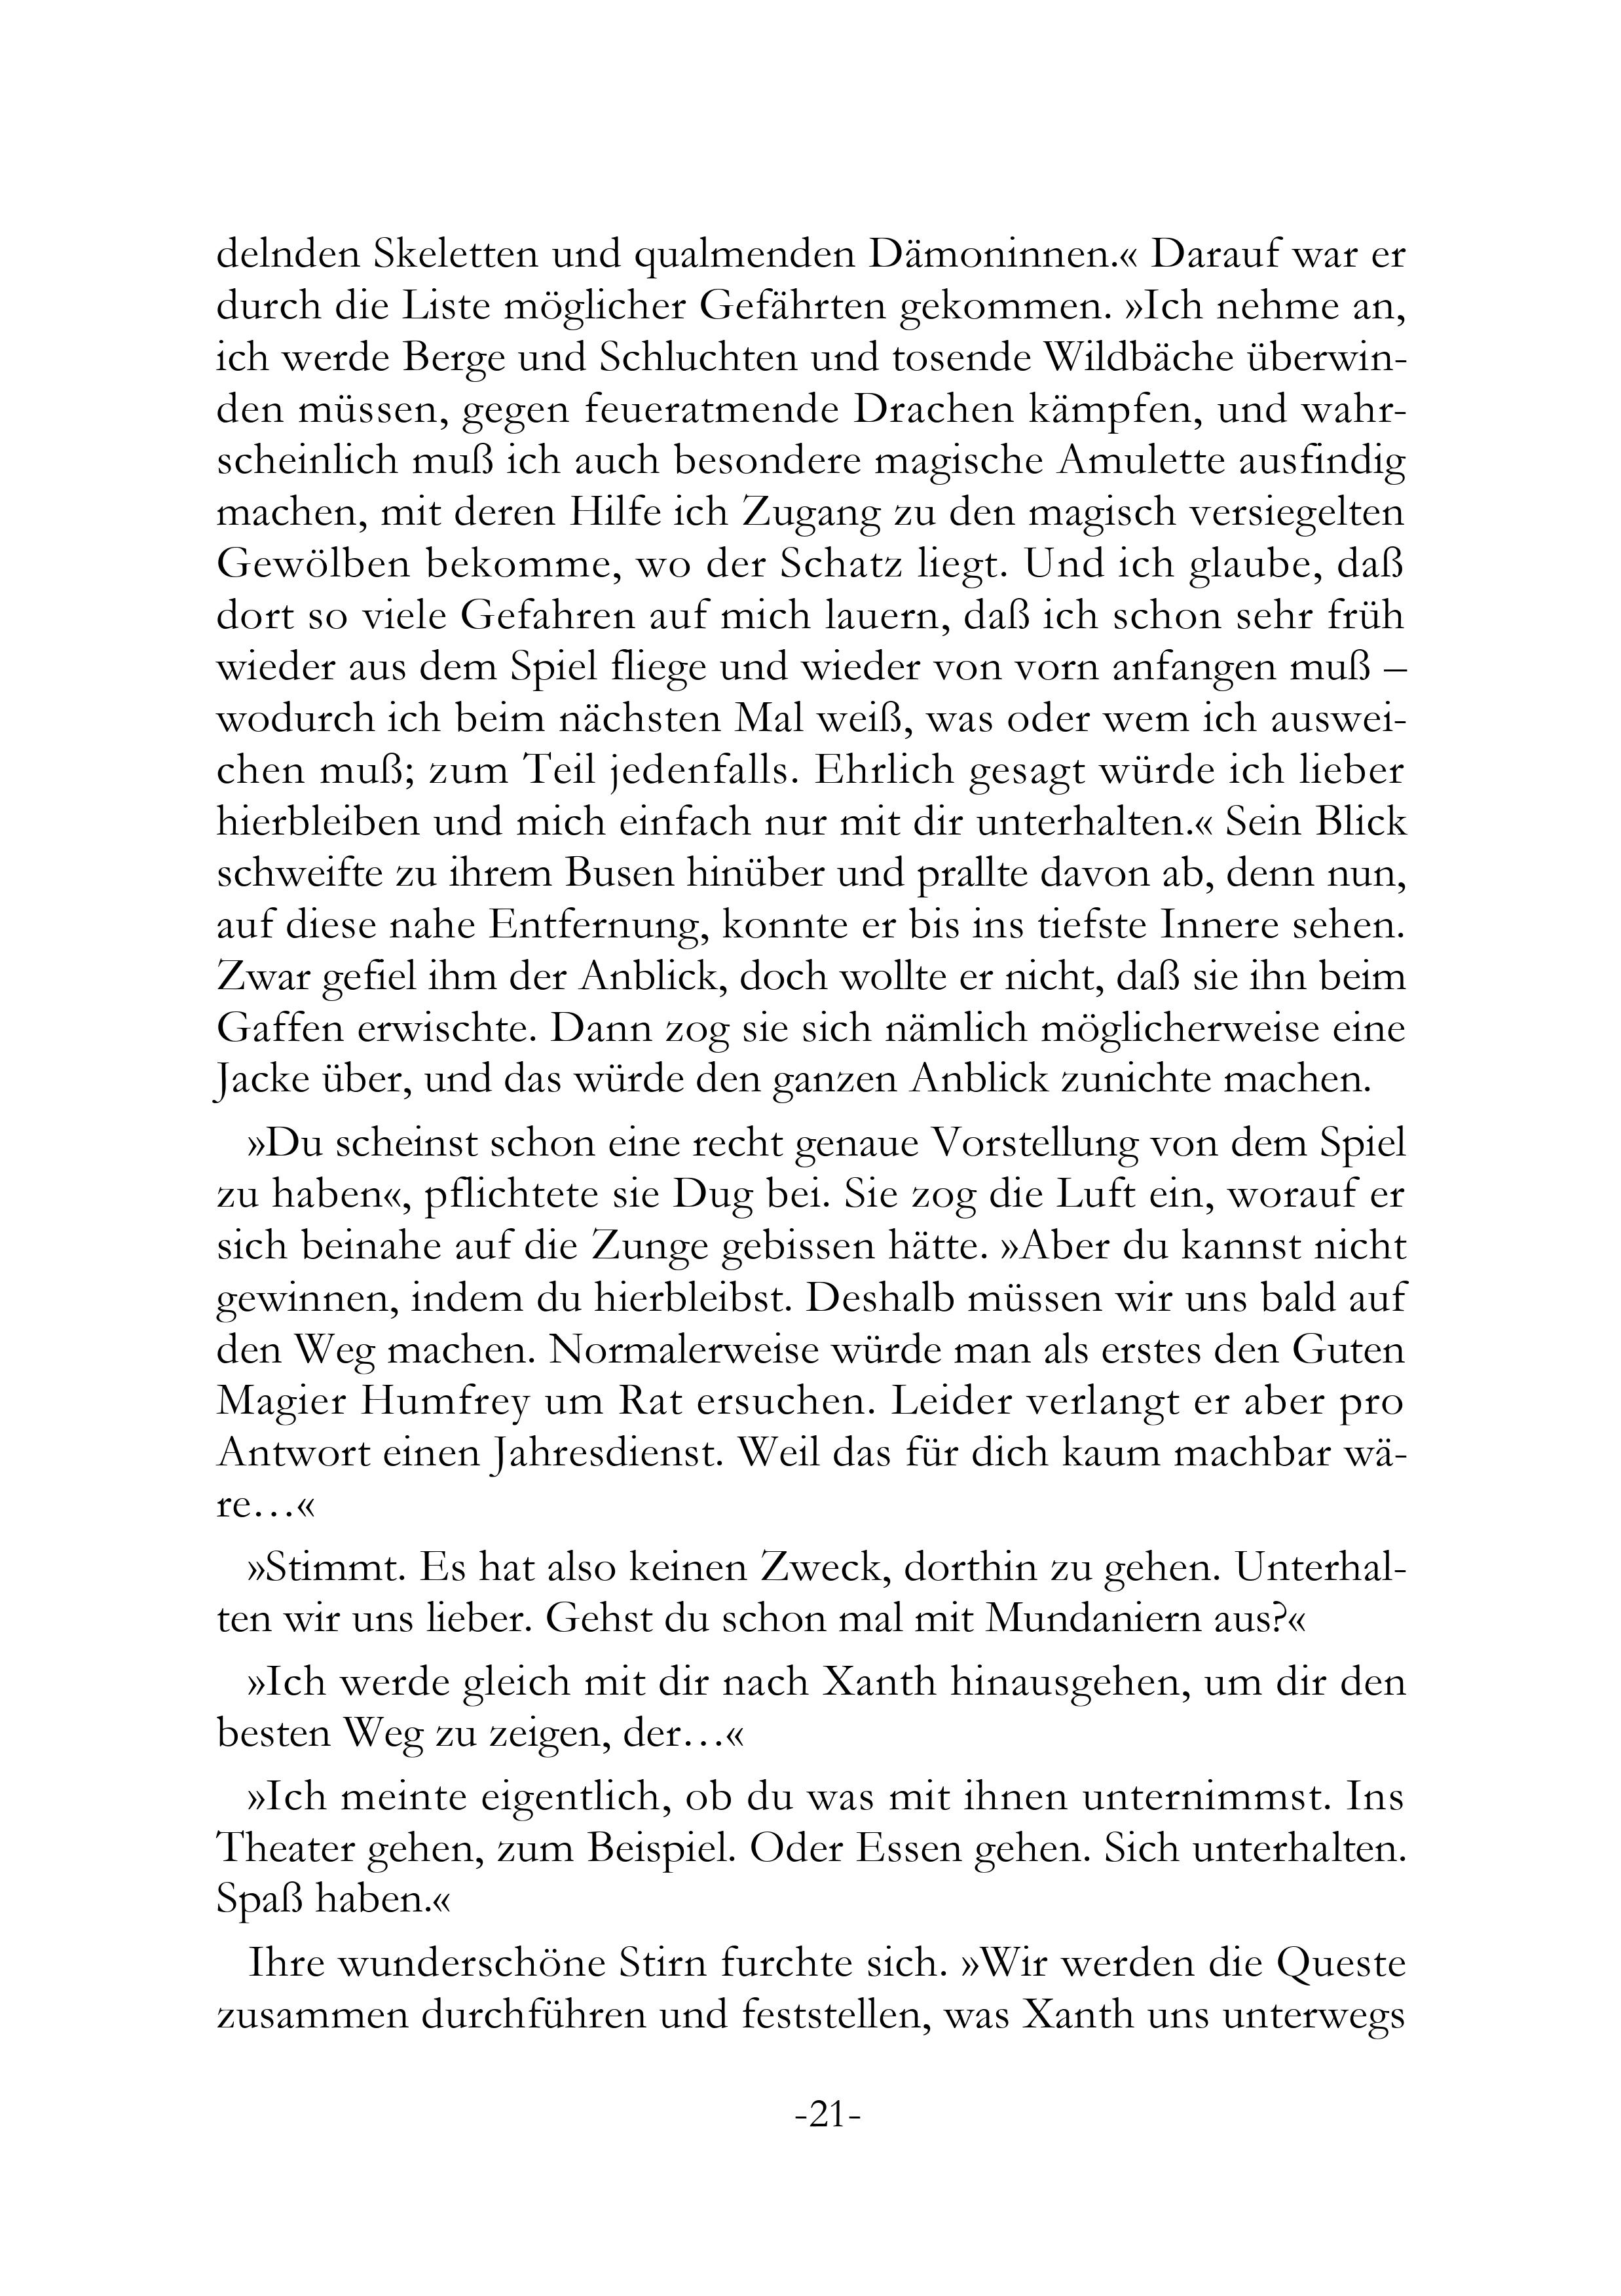 delnden Skeletten und qualmenden Dämoninnen.« Darauf war er
durch die Liste möglicher Gefährten gekommen. »Ich nehme an,
ich werde Berge und Schluchten und tosende Wildbäche überwin-
den müssen, gegen feueratmende Drachen kämpfen, und wahr-
scheinlich muß ich auch besondere magische Amulette ausfindig
machen, mit deren Hilfe ich Zugang zu den magisch versiegelten
Gewölben bekomme, wo der Schatz liegt. Und ich glaube, daß
dort so viele Gefahren auf mich lauern, daß ich schon sehr früh
wieder aus dem Spiel fliege und wieder von vorn anfangen muß –
wodurch ich beim nächsten Mal weiß, was oder wem ich auswei-
chen muß; zum Teil jedenfalls. Ehrlich gesagt würde ich lieber
hierbleiben und mich einfach nur mit dir unterhalten.« Sein Blick
schweifte zu ihrem Busen hinüber und prallte davon ab, denn nun,
auf diese nahe Entfernung, konnte er bis ins tiefste Innere sehen.
Zwar gefiel ihm der Anblick, doch wollte er nicht, daß sie ihn beim
Gaffen erwischte. Dann zog sie sich nämlich möglicherweise eine
Jacke über, und das würde den ganzen Anblick zunichte machen.
»Du scheinst schon eine recht genaue Vorstellung von dem Spiel
zu haben«, pflichtete sie Dug bei. Sie zog die Luft ein, worauf er
sich beinahe auf die Zunge gebissen hätte. »Aber du kannst nicht
gewinnen, indem du hierbleibst. Deshalb müssen wir uns bald auf
den Weg machen. Normalerweise würde man als erstes den Guten
Magier Humfrey um Rat ersuchen. Leider verlangt er aber pro
Antwort einen Jahresdienst. Weil das für dich kaum machbar wä-
re…«
»Stimmt. Es hat also keinen Zweck, dorthin zu gehen. Unterhal-
ten wir uns lieber. Gehst du schon mal mit Mundaniern aus?«
»Ich werde gleich mit dir nach Xanth hinausgehen, um dir den
besten Weg zu zeigen, der…«
»Ich meinte eigentlich, ob du was mit ihnen unternimmst. Ins
Theater gehen, zum Beispiel. Oder Essen gehen. Sich unterhalten.
Spaß haben.«
Ihre wunderschöne Stirn furchte sich. »Wir werden die Queste
zusammen durchführen und feststellen, was Xanth uns unterwegs
-21-